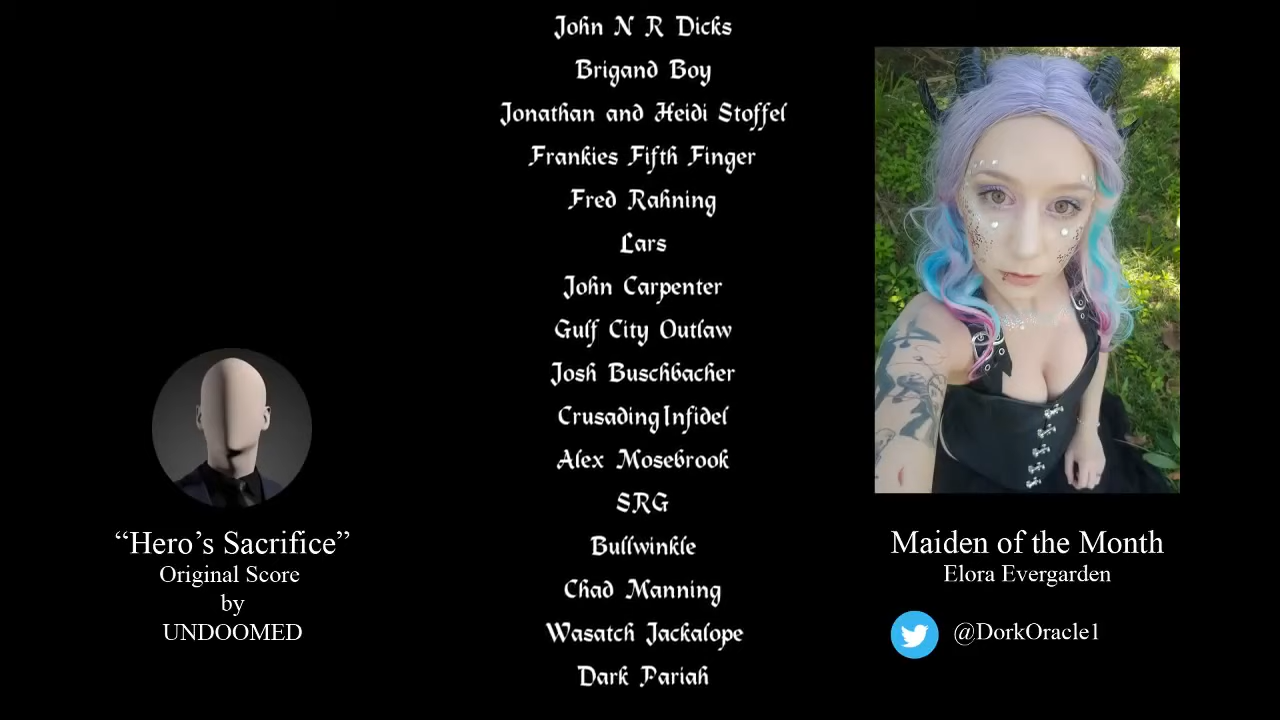 John N R Dicks
Brigand Boy
Jonathan and Heidi Stoffel
Frankies Fifth Finger
Fred Rahning
Lars
John Carpenter
Gulf City Outlaw
Josh Buschbacher
CrusadingInfidel
Alex Mosebrook
SRG
Bullwinkle
Chad Manning
Wasatch Jackalope
Dark Pariah
“Hero’s Sacrifice”
Original Score
by
UNDOOMED
Maiden of the Month
Elora Evergarden
@DorkOracle1